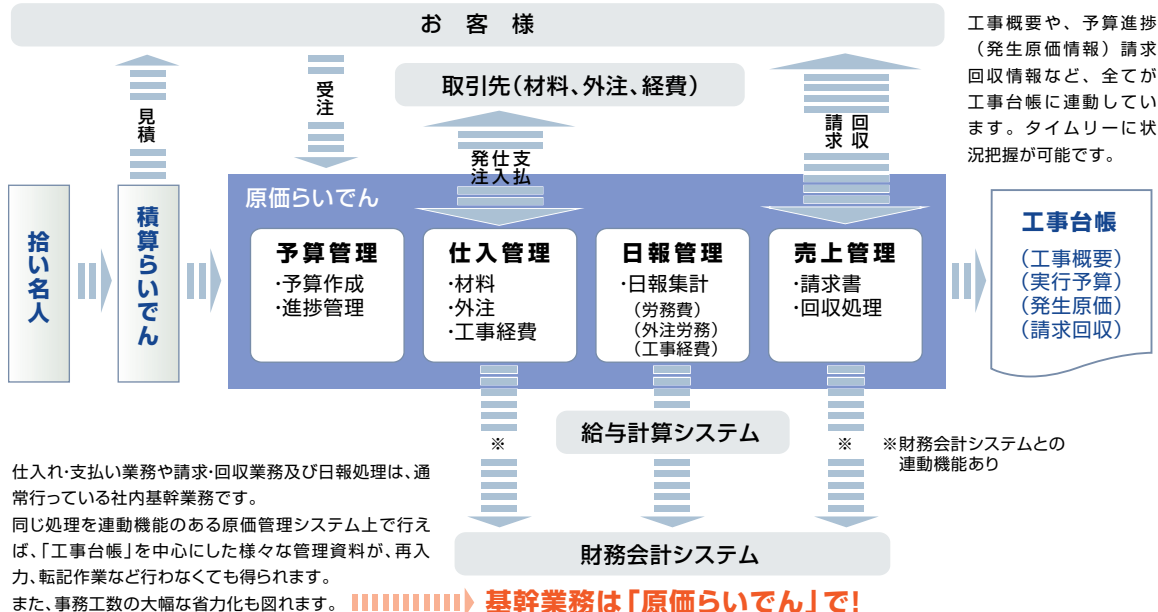 お客様
工事概要や、予算進捗
（発生原価情報）請求
回収情報など、全てが
工事台帳に連動してい
ます。タイムリーに状
況把握が可能です。
取引先（材料、外注、経費）
見積
受注
発注
仕入
支払
請求
回収
拾い名人
積算らいでん
原価らいでん
予算管理
・予算作成
・進捗管理
仕入管理
・材料
・外注
・工事経費
日報管理
・日報集計
（労務費）
（外注労務）
（工事経費）
売上管理
・請求書
・回収処理
工事台帳
（工事概要）
（実行予算）
（発生原価）
（請求回収）
給与計算システム
※
※
※財務会計システムとの
連動機能あり
財務会計システム
仕入れ・支払い業務や請求・回収業務及び日報処理は、通
常行っている社内基幹業務です。
同じ処理を連動機能のある原価管理システム上で行え
ば、「工事台帳」を中心にした様々な管理資料が、再入
力、転記作業など行わなくても得られます。
また、事務工数の大幅な省力化も図れます。
基幹業務は「原価らいでん」で！